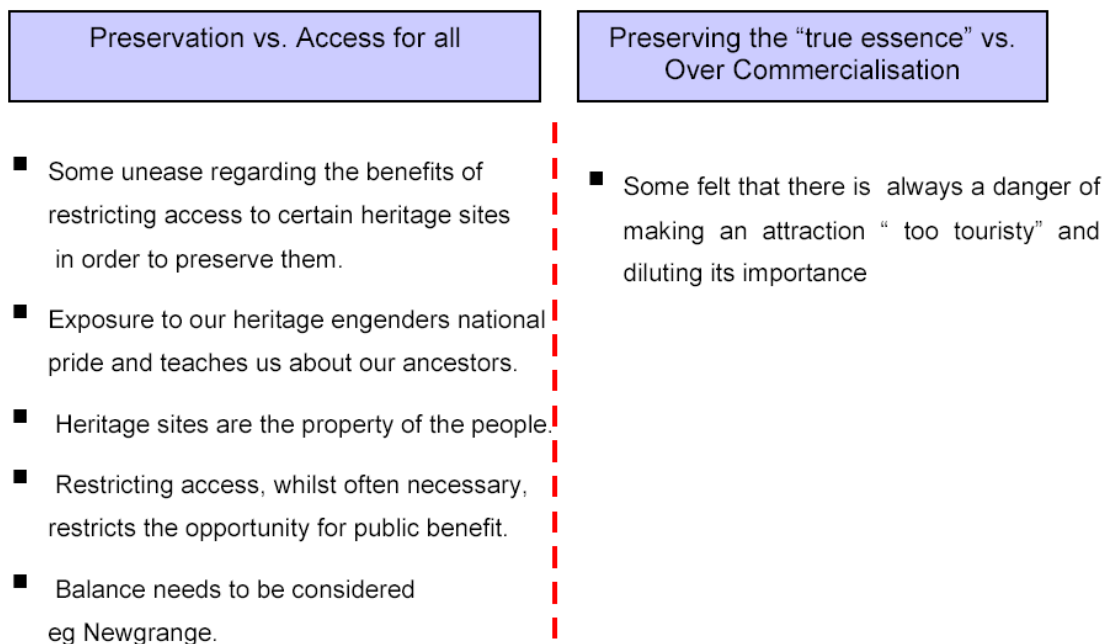 Preservation vs. Access for all
Some unease regarding the benefits of
restricting access to certain heritage sites
in order to preserve them.
Exposure to our heritage engenders national
pride and teaches us about our ancestors.
Heritage sites are the property of the people.
Restricting access, whilst often necessary,
restricts the opportunity for public benefit.
Balance needs to be considered
eg Newgrange.
Preserving the “true essence” vs.
Over Commercialisation
Some felt that there is always a danger of
making an attraction “ too touristy” and
diluting its importance